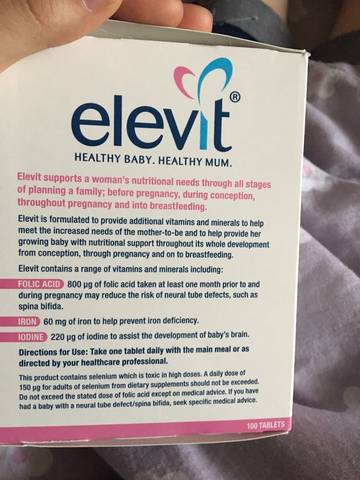 elevit®
HEALTHY BABY. HEALTHY MUM.
Elevit supports a woman's nutritional needs through all stages
of planning a family; before pregnancy, during conception,
throughout pregnancy and into breastfeeding.
Elevit is formulated to provide additional vitamins and minerals to help
meet the increased needs of the mother-to-be and to help provide her
growing baby with nutritional support throughout its whole development
from conception, through pregnancy and on to breastfeeding.
Elevit contains a range of vitamins and minerals including:
FOLIC ACID 800 µg of folic acid taken at least one month prior to and
during pregnancy may reduce the risk of neural tube defects, such as
spina bifida.
IRON 60 mg of iron to help prevent iron deficiency.
IODINE 220 µg of iodine to assist the development of baby's brain.
Directions for Use: Take one tablet daily with the main meal or as
directed by your healthcare professional.
This product contains selenium which is toxic in high doses. A daily dose of
150 µg for adults of selenium from dietary supplements should not be exceeded.
Do not exceed the stated dose of folic acid except on medical advice. If you have
had a baby with a neural tube defect/spina bifida, seek specific medical advice.
100 TABLETS